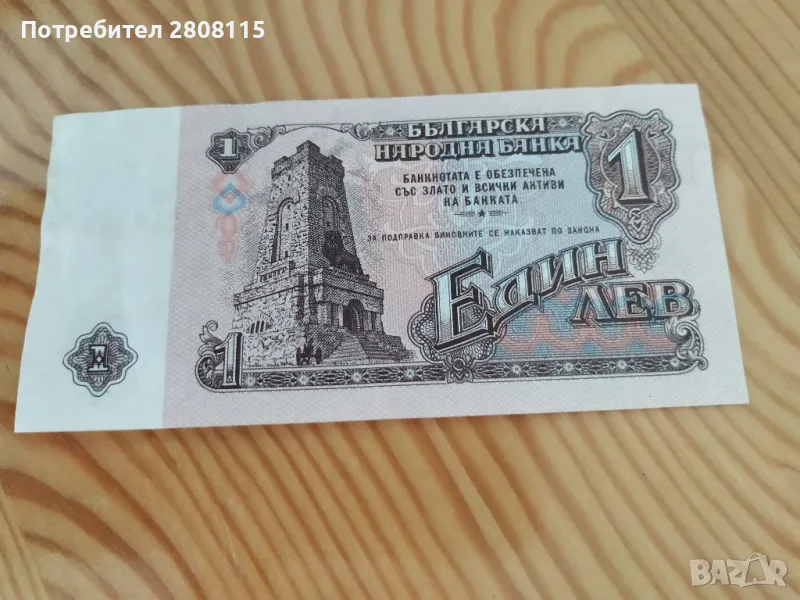 Потребител 2808115
1
БЪЛГАРСКА
НАРОДНА БАНКА
1
БАНКНОТАТА Е ОБЕЗПЕЧЕНА
СЪС ЗЛАТО И ВСИЧКИ АКТИВИ
НА БАНКАТА.
ЗА ПОДПРАВКА ВИНОВНИТЕ СЕ НАКАЗВАТ ПО ЗАКОНА
ЕДИН
ЛЕВ
1
BAZAR